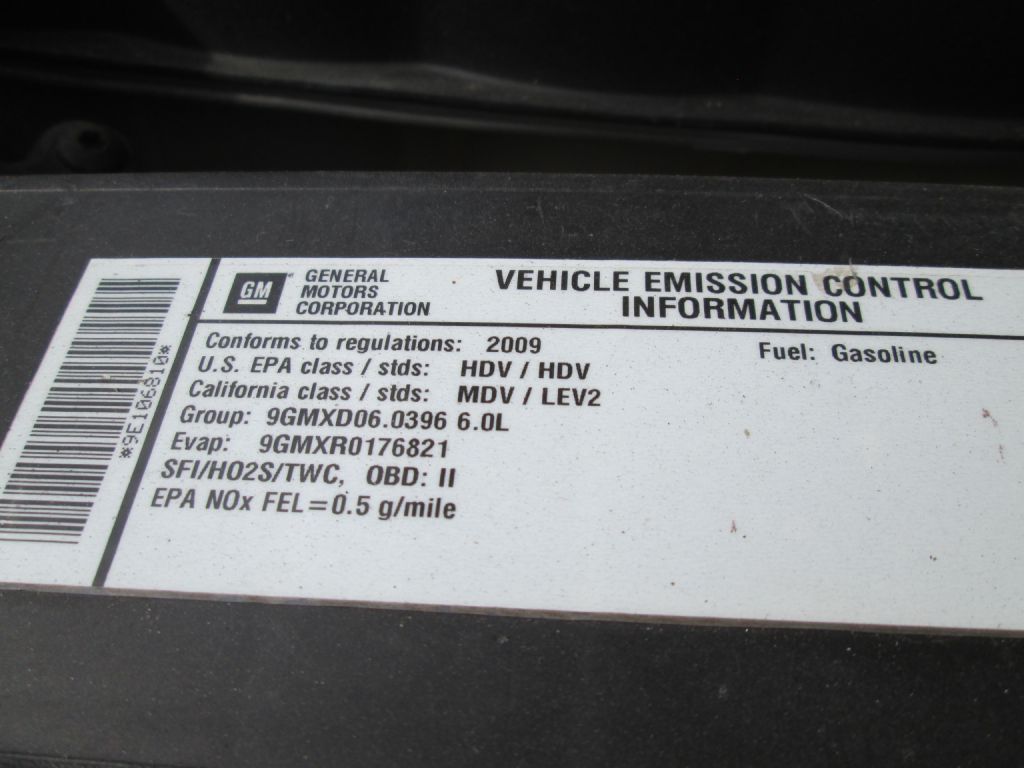 GM
GENERAL
MOTORS
CORPORATION
VEHICLE EMISSION CONTROL
INFORMATION
*9E106810*
Conforms to regulations: 2009
Fuel: Gasoline
U.S. EPA class / stds: HDV / HDV
California class / stds: MDV / LEV2
Group: 9GMXD06.0396 6.0L
Evap: 9GMXR0176821
SFI/HO2S/TWC, OBD: II
EPA NOx FEL=0.5 g/mile